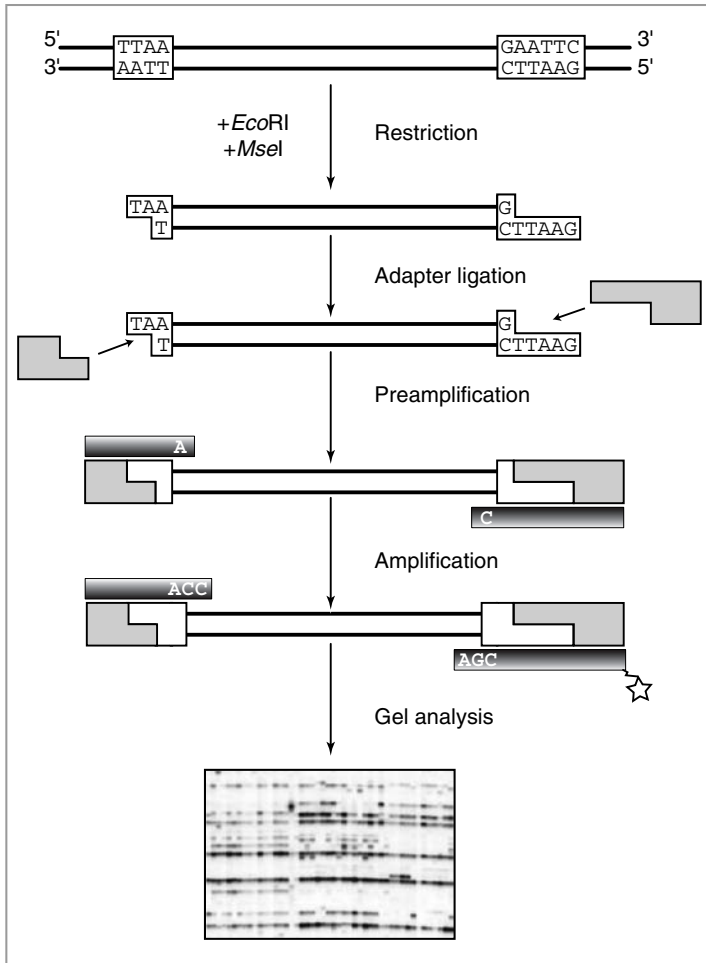 5' TTAA GAATTC 3'
3' AATT CTTAAG 5'
+EcoRI
+MseI
Restriction
TAA G
T CTTAAG
Adapter ligation
TAA G
T CTTAAG
Preamplification
A
C
Amplification
ACC
AGC
Gel analysis